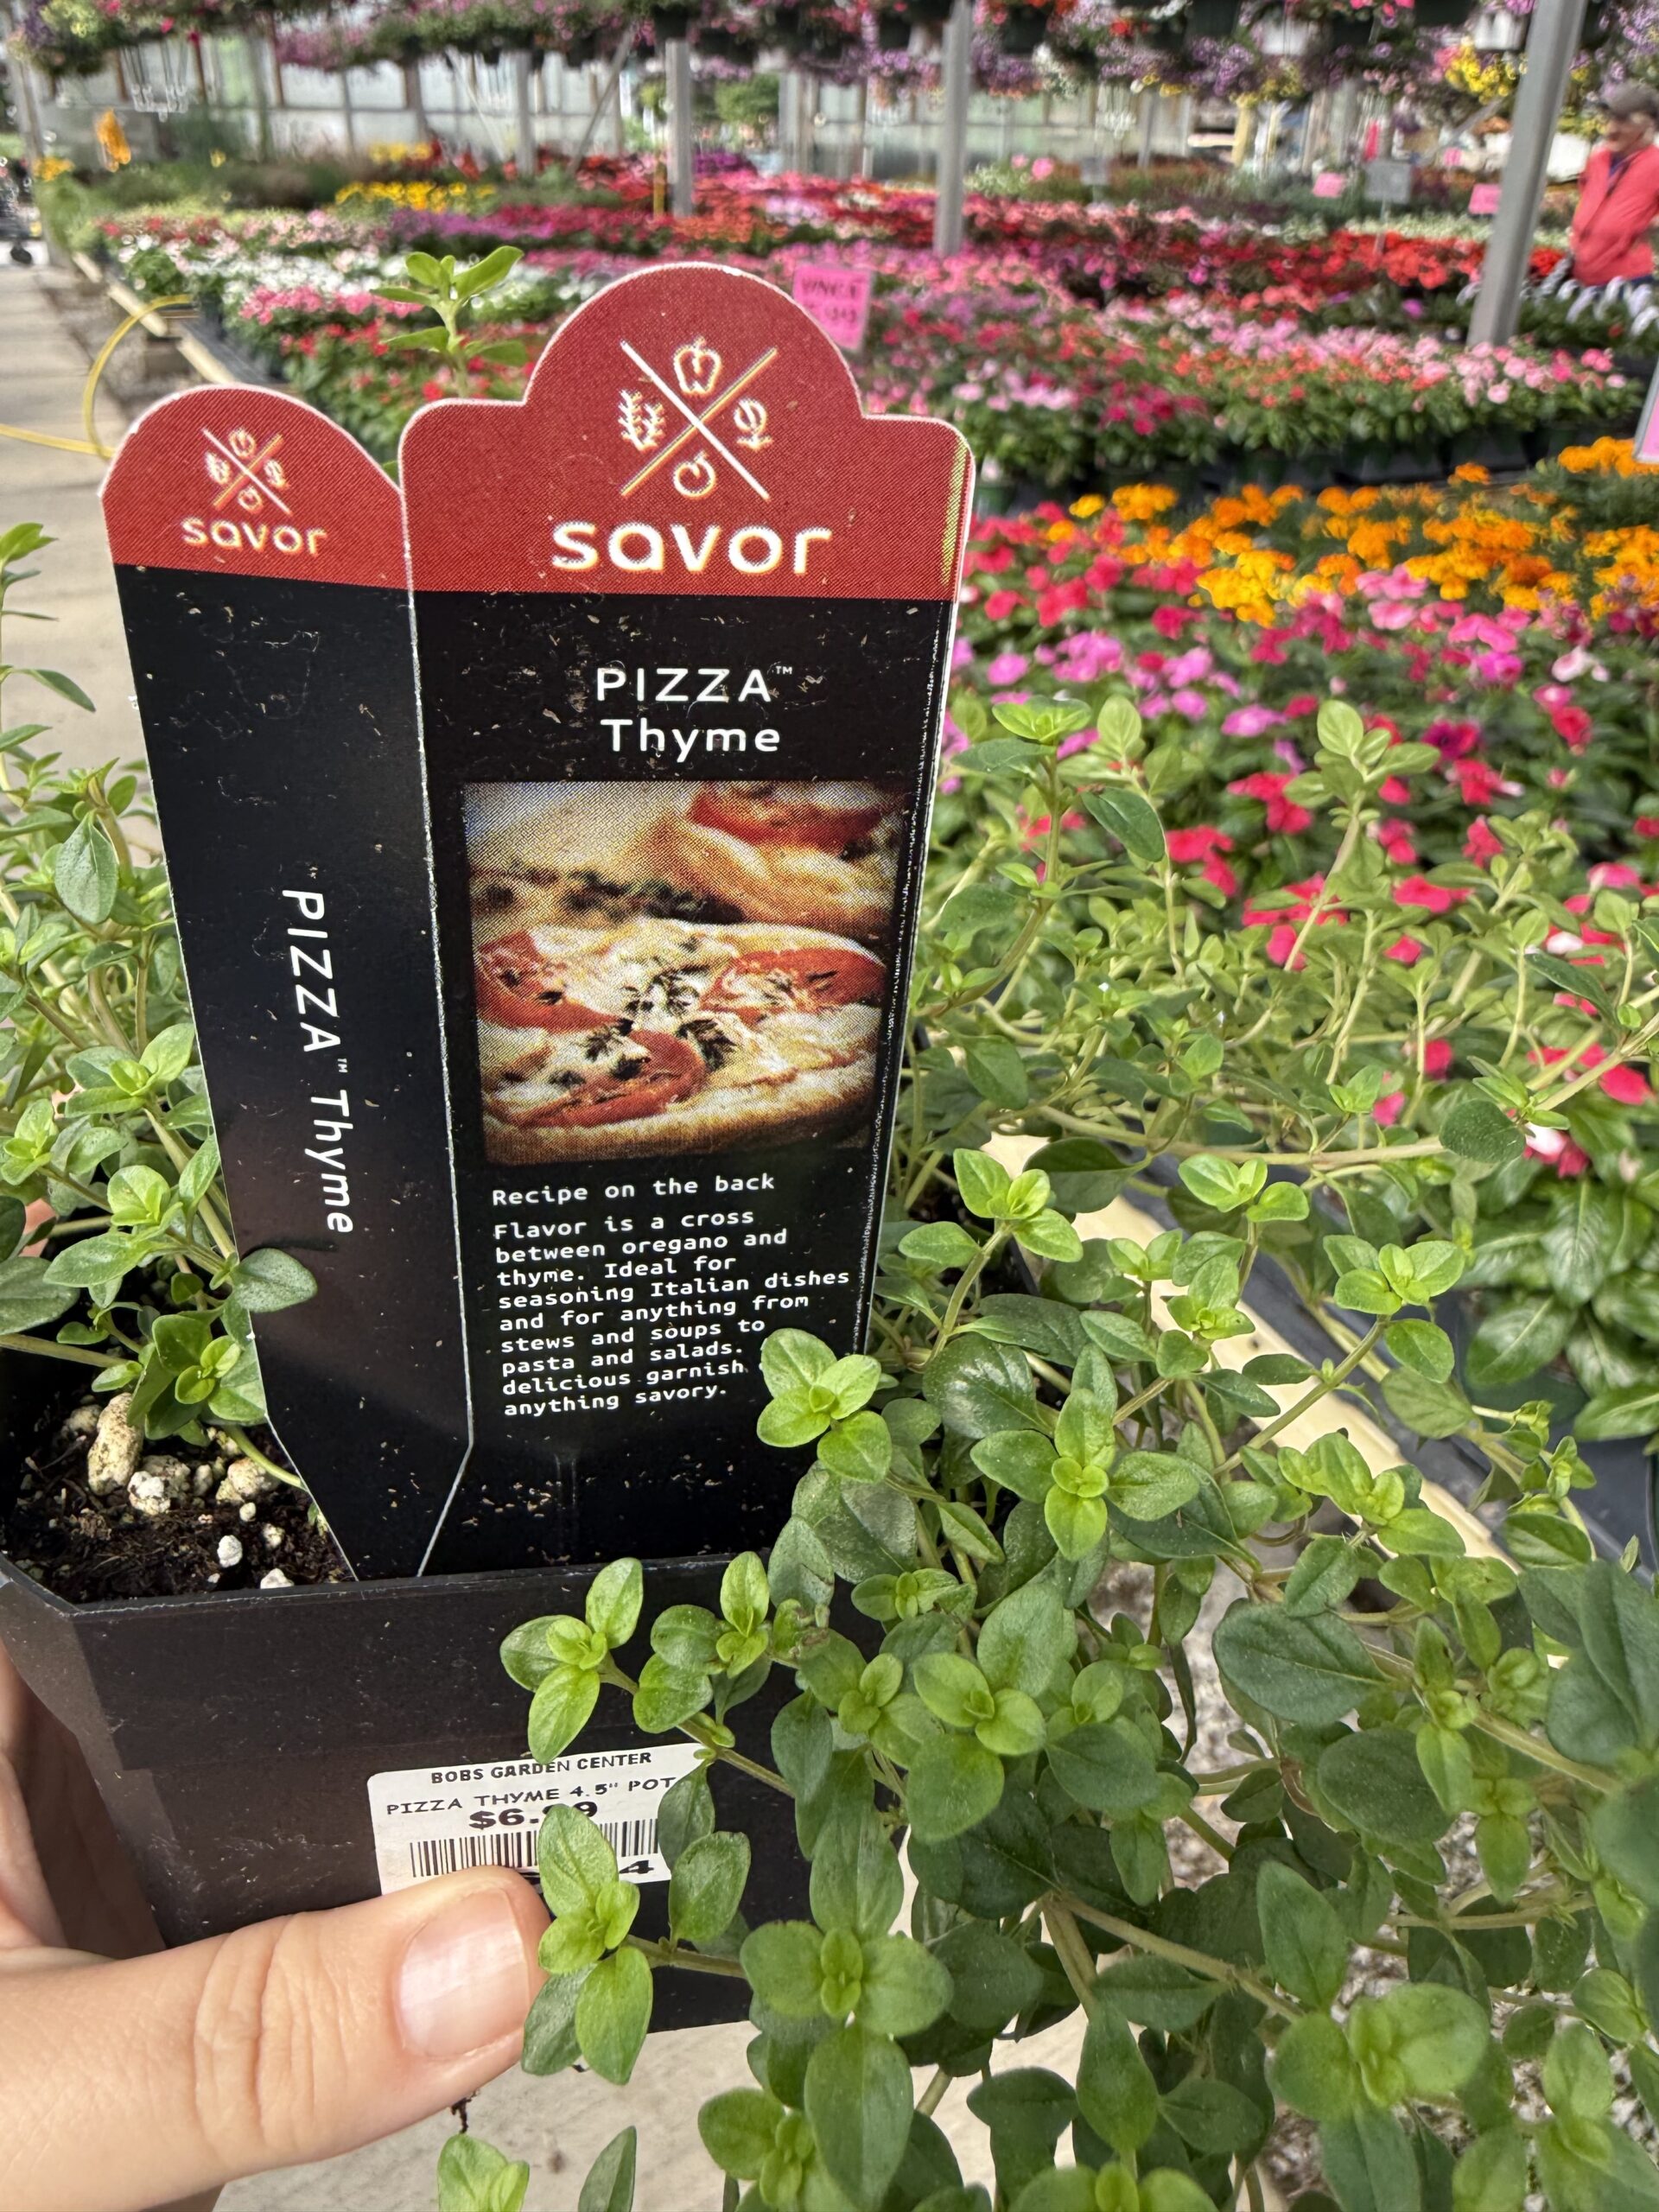 savor
PIZZA™ Thyme
savor
PIZZA™
Thyme
Recipe on the back
Flavor is a cross
between oregano and
thyme. Ideal for
seasoning Italian dishes
and for anything from
stews and soups to
pasta and salads.
delicious garnish
anything savory.
BOBS GARDEN CENTER
PIZZA THYME 4.5" POT
4